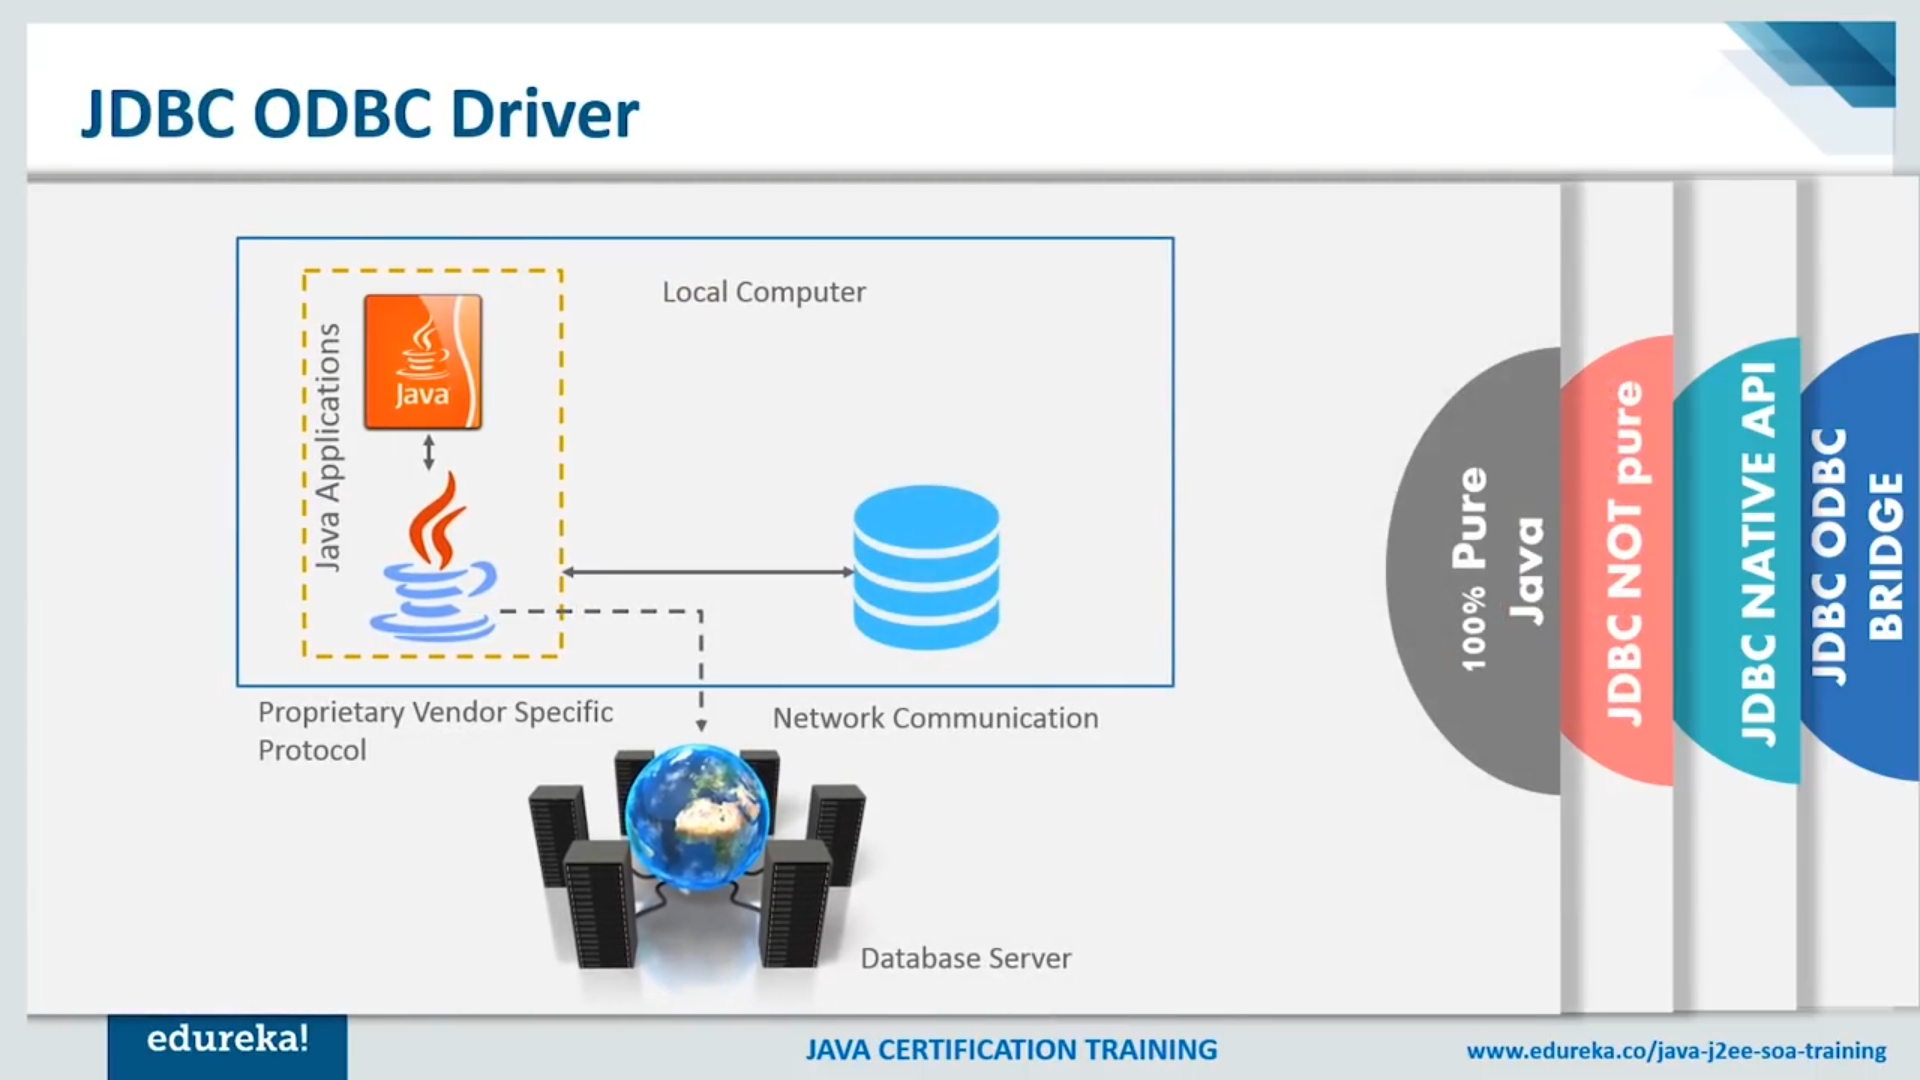 JDBC ODBC Driver
Local Computer
Java Applications
Java
Proprietary Vendor Specific
Protocol
Network Communication
Database Server
100% Pure
Java
JDBC NOT pure
JDBC NATIVE API
JDBC ODBC
BRIDGE
edureka!
JAVA CERTIFICATION TRAINING
www.edureka.co/java-j2ee-soa-training